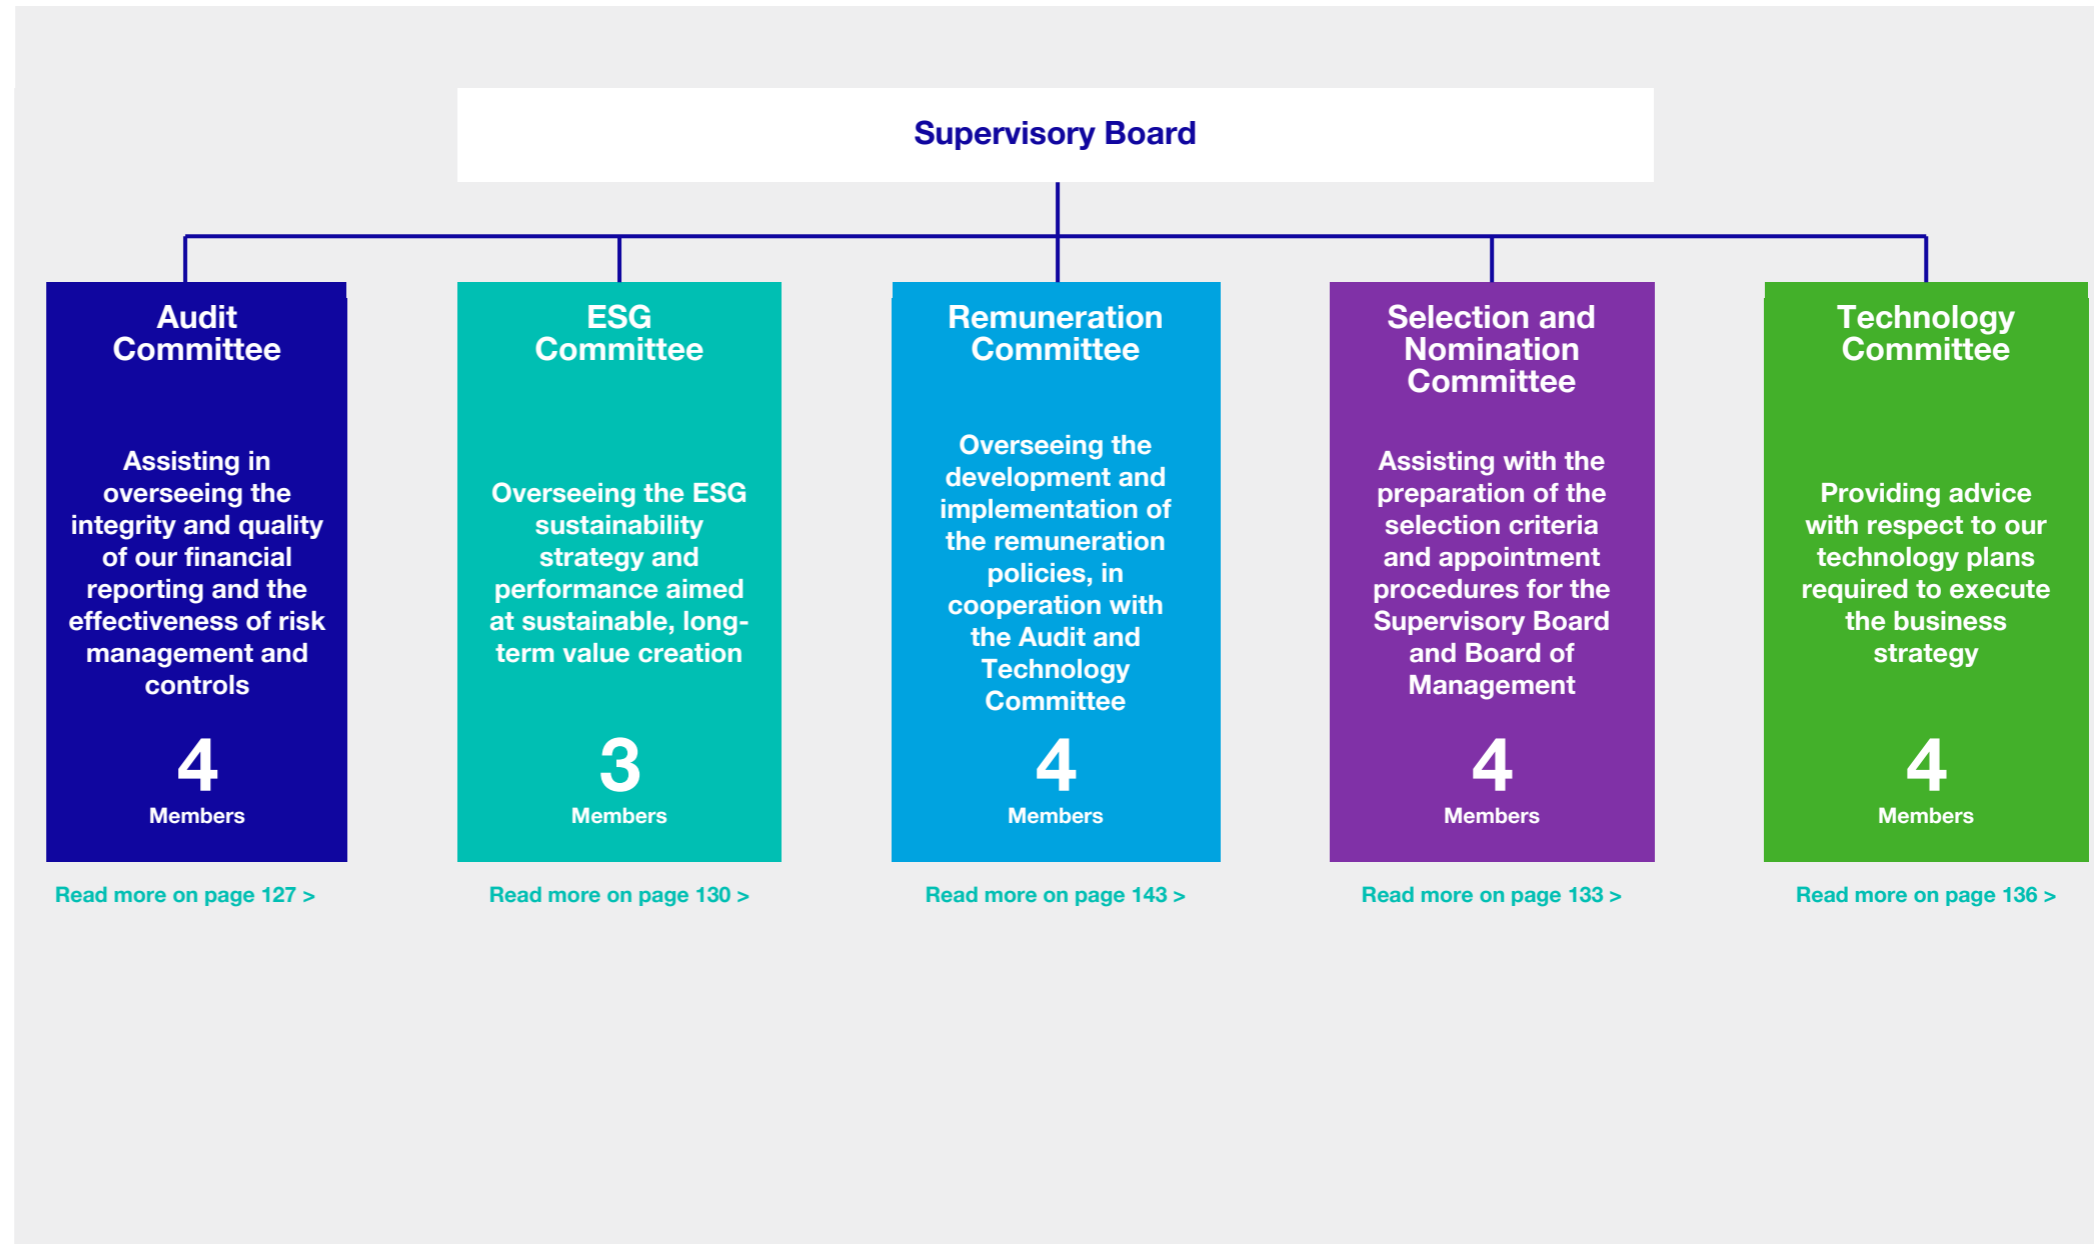 Supervisory Board
Audit
Committee
Assisting in
overseeing the
integrity and quality
of our financial
reporting and the
effectiveness of risk
management and
controls
4
Members
Read more on page 127 >
ESG
Committee
Overseeing the ESG
sustainability
strategy and
performance aimed
at sustainable, long-
term value creation
3
Members
Read more on page 130 >
Remuneration
Committee
Overseeing the
development and
implementation of
the remuneration
policies, in
cooperation with
the Audit and
Technology
Committee
4
Members
Read more on page 143 >
Selection and
Nomination
Committee
Assisting with the
preparation of the
selection criteria
and appointment
procedures for the
Supervisory Board
and Board of
Management
4
Members
Read more on page 133 >
Technology
Committee
Providing advice
with respect to our
technology plans
required to execute
the business
strategy
4
Members
Read more on page 136 >